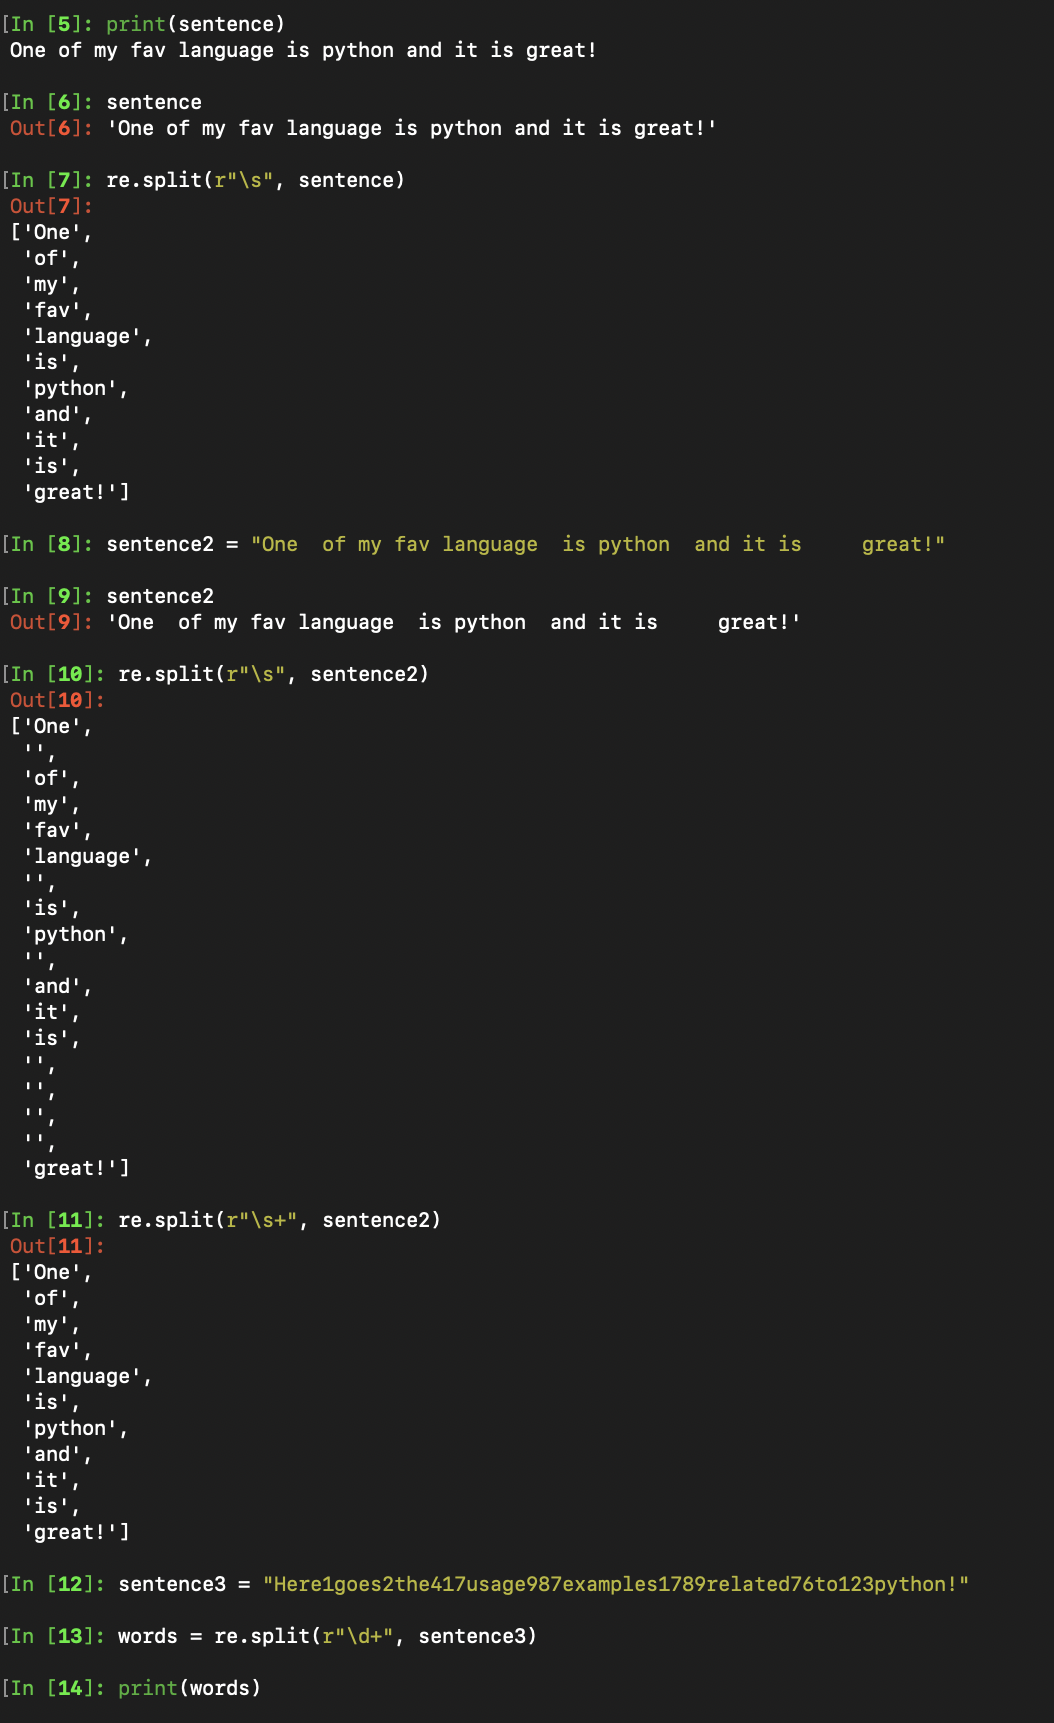 [In [5]: print(sentence)
One of my fav language is python and it is great!
[In [6]: sentence
Out[6]: 'One of my fav language is python and it is great!'
[In [7]: re.split(r"\s", sentence)
Out[7]:
['One',
 'of',
 'my',
 'fav',
 'language',
 'is',
 'python',
 'and',
 'it',
 'is',
 'great!']
[In [8]: sentence2 = "One  of my fav language  is python  and it is     great!"
[In [9]: sentence2
Out[9]: 'One  of my fav language  is python  and it is     great!'
[In [10]: re.split(r"\s", sentence2)
Out[10]:
['One',
 '',
 'of',
 'my',
 'fav',
 'language',
 '',
 'is',
 'python',
 '',
 'and',
 'it',
 'is',
 '',
 '',
 '',
 '',
 'great!']
[In [11]: re.split(r"\s+", sentence2)
Out[11]:
['One',
 'of',
 'my',
 'fav',
 'language',
 'is',
 'python',
 'and',
 'it',
 'is',
 'great!']
[In [12]: sentence3 = "Here1goes2the417usage987examples1789related76to123python!"
[In [13]: words = re.split(r"\d+", sentence3)
[In [14]: print(words)